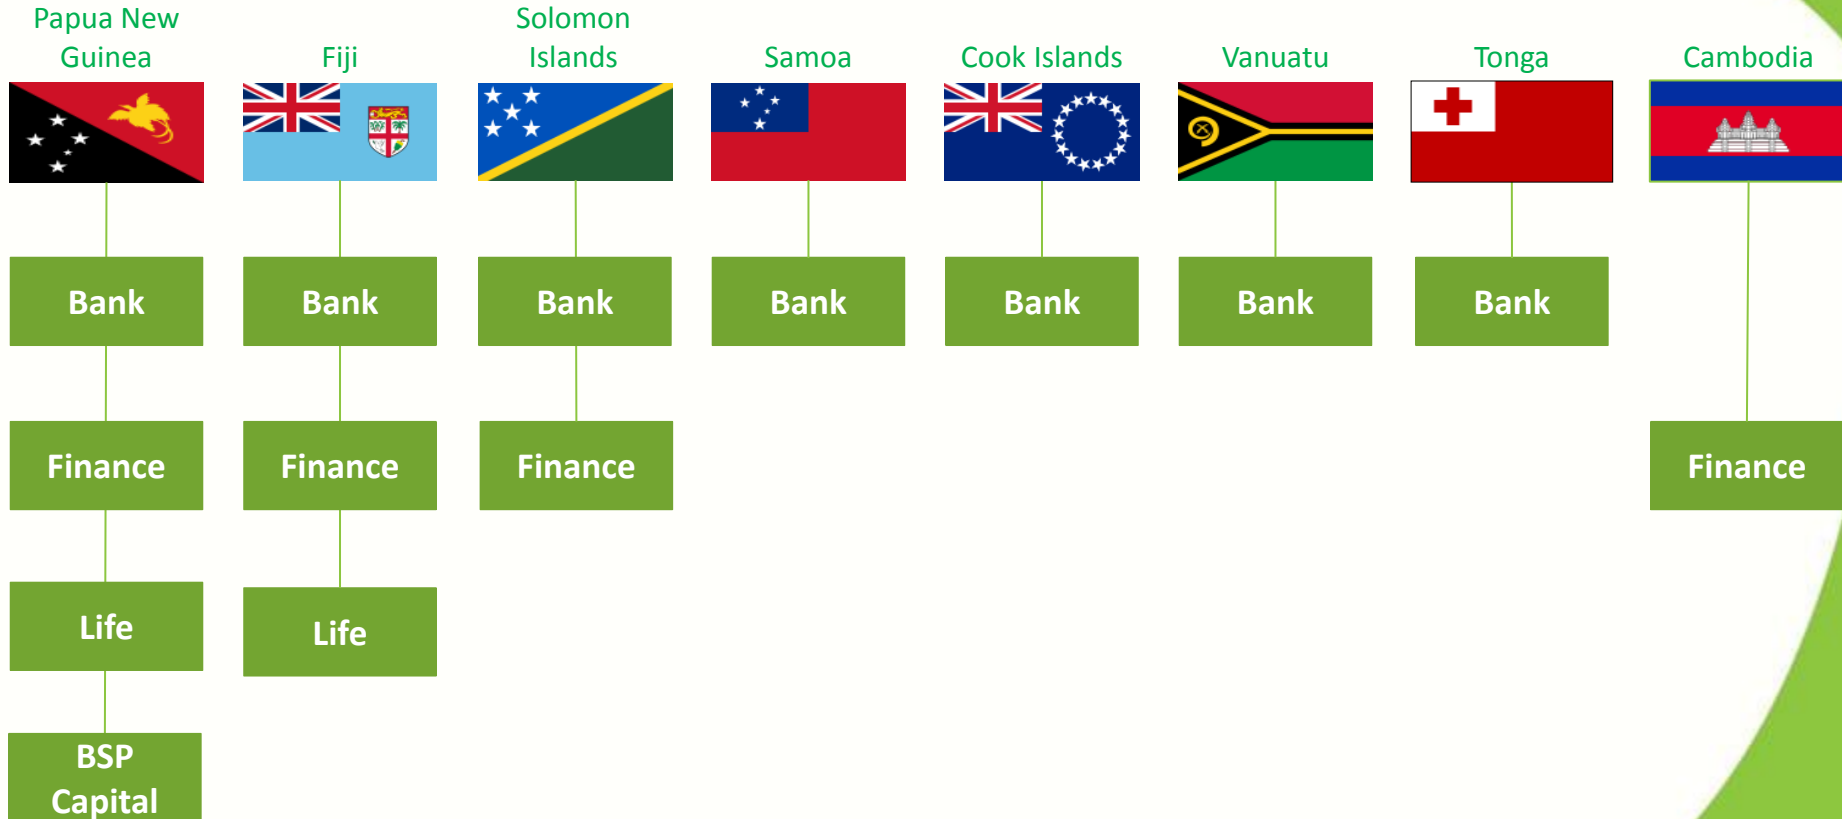 Papua New
Guinea
Fiji
Solomon
Islands
Samoa
Cook Islands
Vanuatu
Tonga
Cambodia
Bank
Bank
Bank
Bank
Bank
Bank
Bank
Finance
Finance
Finance
Finance
Life
Life
BSP
Capital